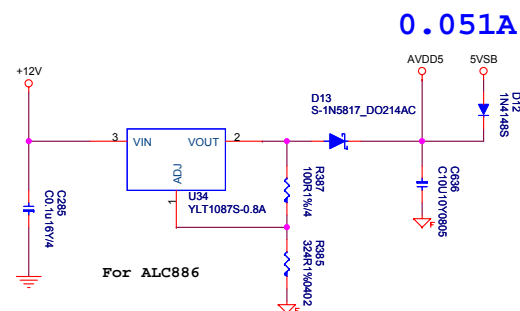 0.051A
+12V
AVDD5
5VSB
D13
S-1N5817_DO214AC
D12
1N4148S
3
VIN
VOUT
2
ADJ
1
U34
YLT1087S-0.8A
R387
100R1%/4
C285
C0.1u16Y/4
C636
C10U10Y0805
R385
324R1%0402
For ALC886
F
F